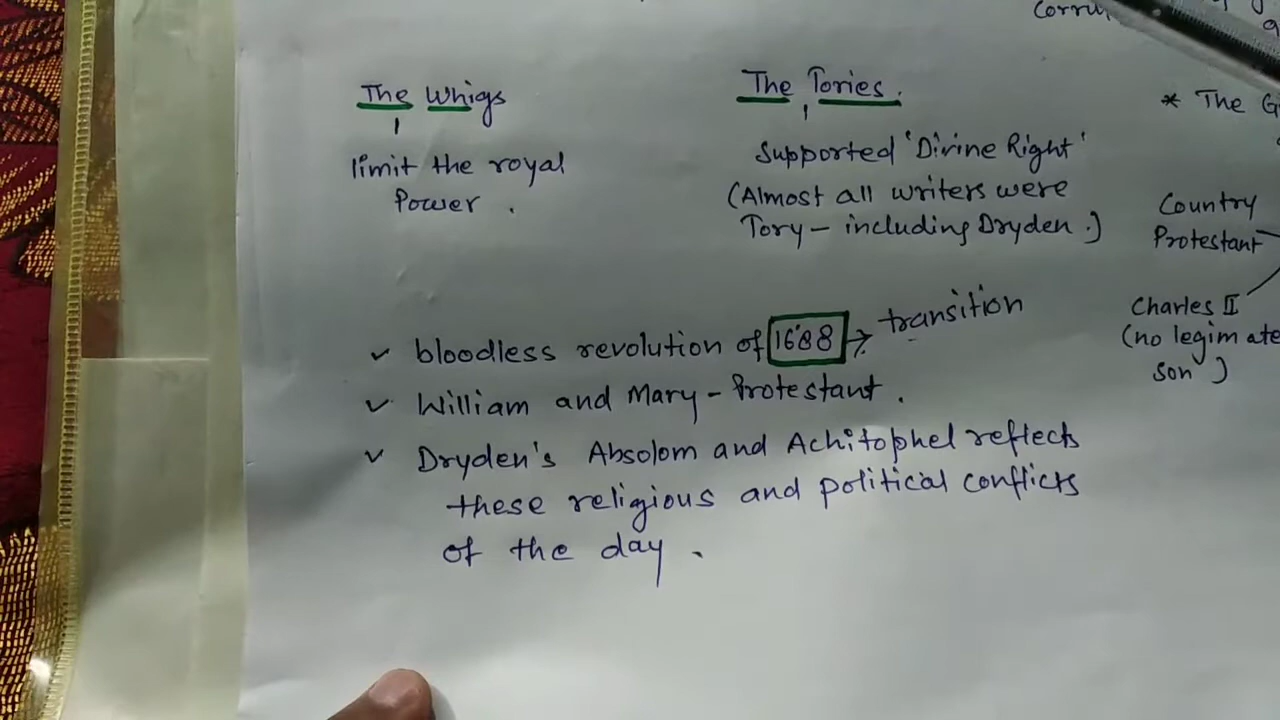 Corru
The Whigs
limit the royal
Power .
The Tories.
Supported 'Divine Right'
(Almost all writers were
Tory - including Dryden .)
bloodless revolution of 1688 → transition
William and Mary - Protestant .
Dryden's Absolom and Achitophel reflects
these religious and political conflicts
of the day .
* The G
Country
Protestant
Charles II
(no legimate
son )